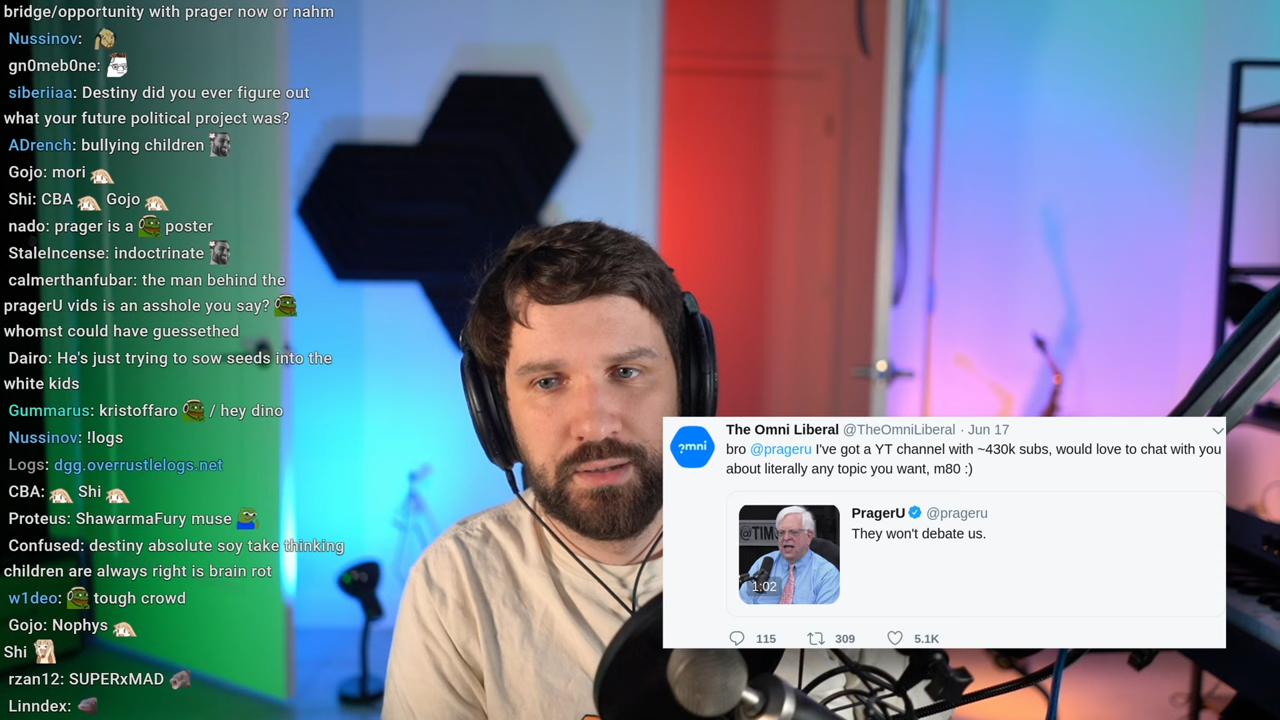 bridge/opportunity with prager now or nahm
Nussinov:
gn0meb0ne:
siberiiaa: Destiny did you ever figure out
what your future political project was?
ADrench: bullying children
Gojo: mori
Shi: CBA Gojo
nado: prager is a poster
StaleIncense: indoctrinate
calmerthanfubar: the man behind the
pragerU vids is an asshole you say?
whomst could have guessethed
Dairo: He's just trying to sow seeds into the
white kids
Gummarus: kristoffaro / hey dino
Nussinov: !logs
Logs: dgg.overrustlelogs.net
CBA: Shi
Proteus: ShawarmaFury muse
Confused: destiny absolute soy take thinking
children are always right is brain rot
w1deo: tough crowd
Gojo: Nophys
Shi
rzan12: SUPERxMAD
Linndex:
The Omni Liberal @TheOmniLiberal · Jun 17
bro @prageru I've got a YT channel with ~430k subs, would love to chat with you
about literally any topic you want, m80 :)
?mni
PragerU @prageru
They won't debate us.
@TIM
1:02
115 309 5.1K